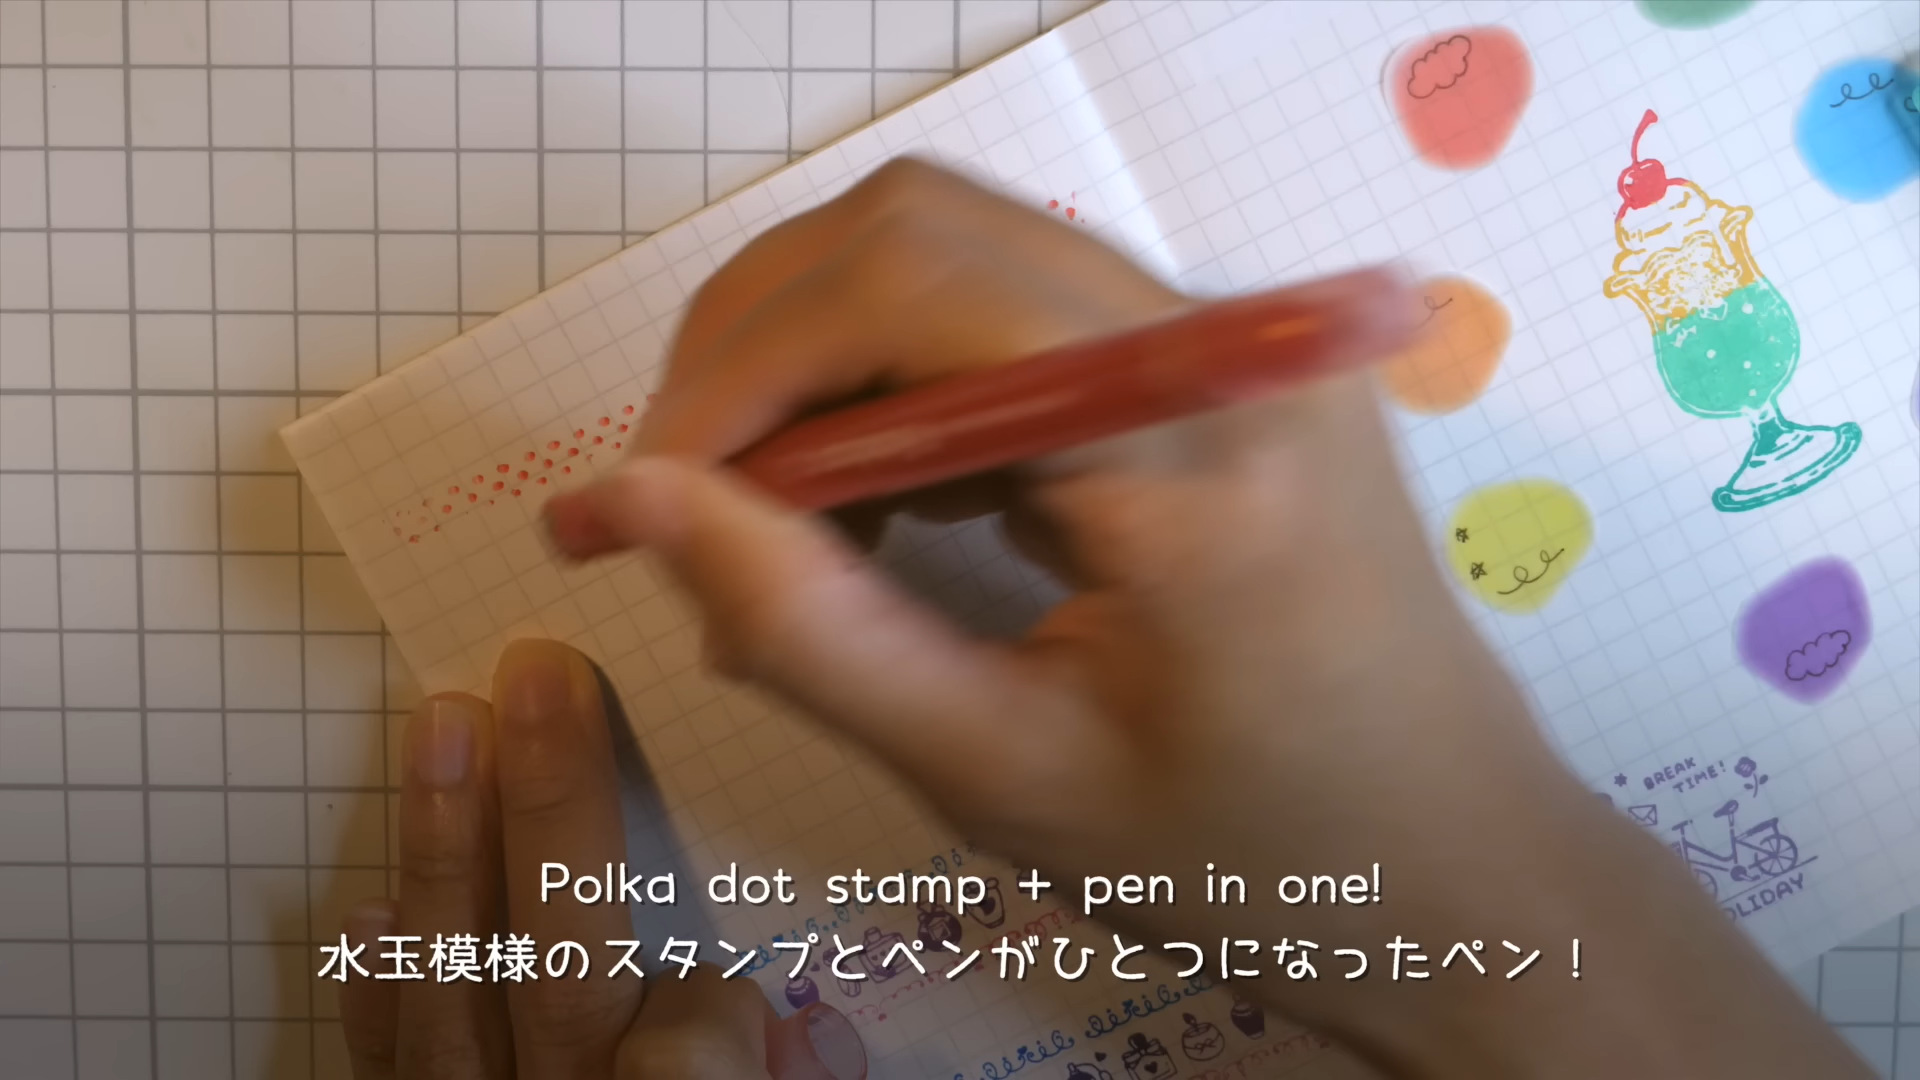 BREAK
TIME!
Polka dot stamp + pen in one!
水玉模様のスタンプとペンがひとつになったペン！